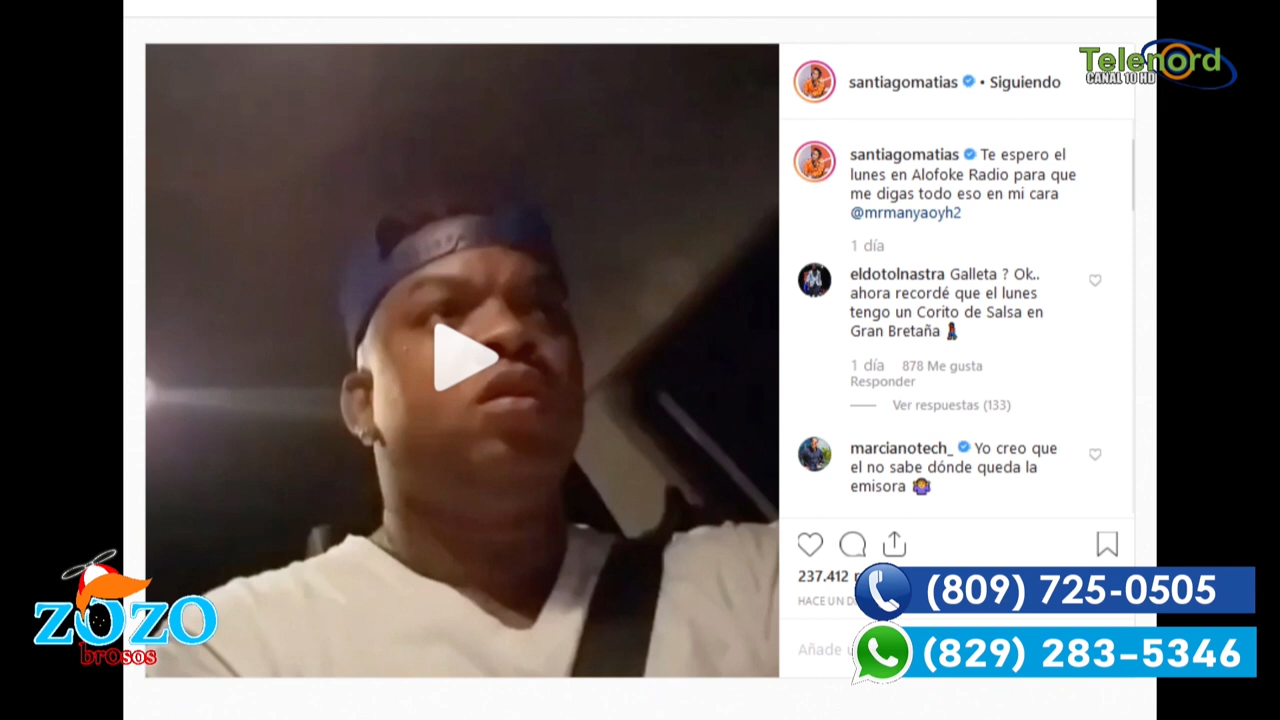 Telenord
CANAL 10 HD
santiagomatias • Siguiendo
santiagomatias Te espero el
lunes en Alofoke Radio para que
me digas todo eso en mi cara
@mrmanyaoyh2
1 día
eldotolnastra Galleta ? Ok..
ahora recordé que el lunes
tengo un Corito de Salsa en
Gran Bretaña
1 día 878 Me gusta
Responder
Ver respuestas (133)
marcianotech_ Yo creo que
el no sabe dónde queda la
emisora
237.412
HACE UN
Añade
(809) 725-0505
(829) 283-5346
ZOZO
brOsos